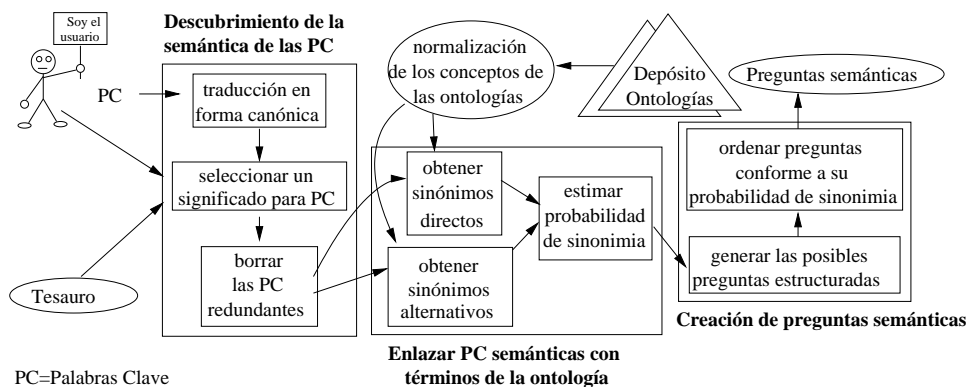 Soy el
usuario
Descubrimiento de la
semántica de las PC
PC
traducción en
forma canónica
seleccionar un
significado para PC
borrar
las PC
redundantes
Tesauro
PC=Palabras Clave
normalización
de los conceptos de
las ontologías
Depósito
Ontologías
obtener
sinónimos
directos
obtener
sinónimos
alternativos
estimar
probabilidad
de sinonimia
Enlazar PC semánticas con
términos de la ontología
Preguntas semánticas
ordenar preguntas
conforme a su
probabilidad de sinonimia
generar las posibles
preguntas estructuradas
Creación de preguntas semánticas